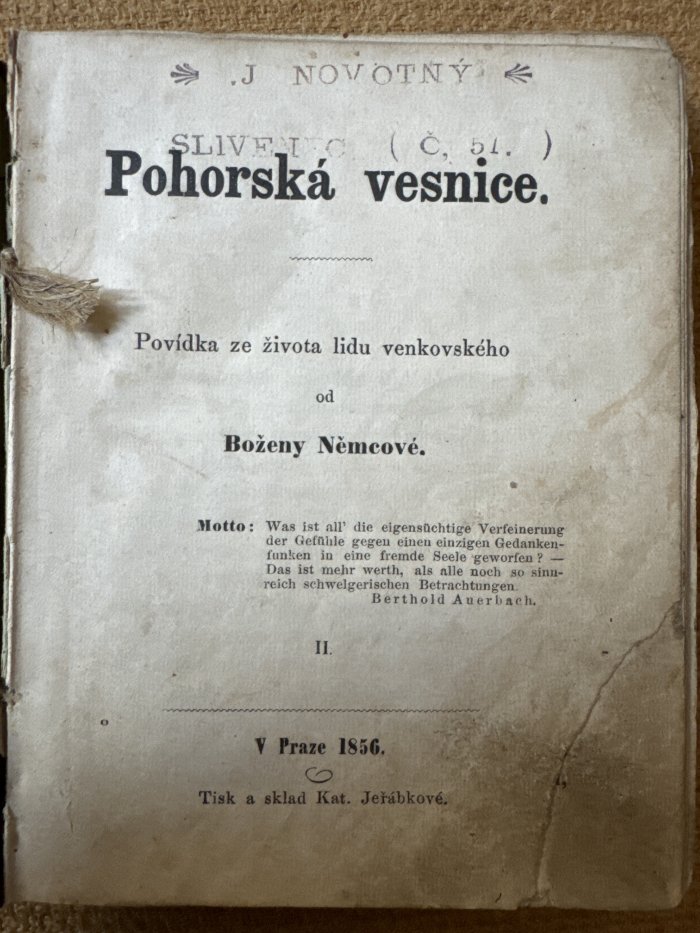 J NOVOTNÝ
SLIVENEC ( Č, 51. )
Pohorská vesnice.
Povídka ze života lidu venkovského
od
Boženy Němcové.
Motto: Was ist all' die eigensüchtige Verfeinerung
der Gefühle gegen einen einzigen Gedanken-
funken in eine fremde Seele geworfen? —
Das ist mehr werth, als alle noch so sinn-
reich schwelgerischen Betrachtungen.
Berthold Auerbach.
II.
V Praze 1856.
Tisk a sklad Kat. Jeřábkové.